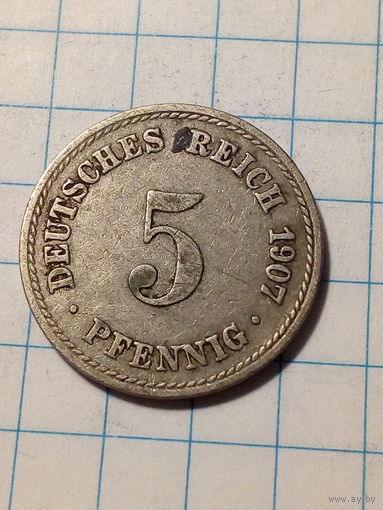 DEUTSCHES REICH 1907
5
· PFENNIG ·
www.ay.by